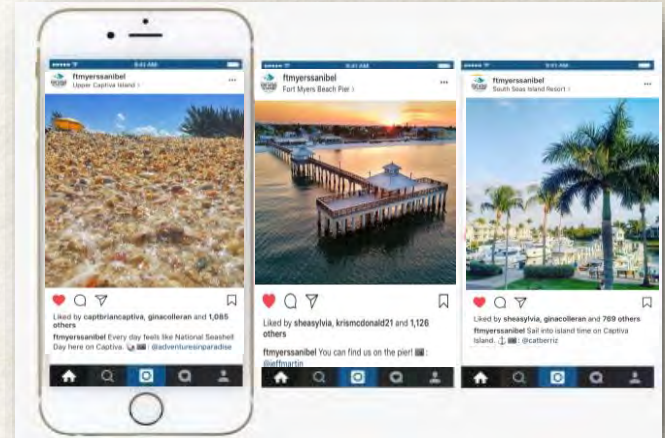 9:41 AM
ftmyerssanibel
Upper Captiva Island
Liked by captbriancaptiva, ginacolleran and 1,085
others
ftmyerssanibel Every day feels like National Seashell
Day here on Captiva. : @adventuresinparadise
9:41 AM
ftmyerssanibel
Fort Myers Beach Pier
Liked by sheasylvia, krismcdonald21 and 1,126
others
ftmyerssanibel You can find us on the pier! :
@jeffmartin
9:41 AM
ftmyerssanibel
South Seas Island Resort
Liked by sheasylvia, ginacolleran and 769 others
ftmyerssanibel Sail into island time on Captiva
Island. : @catberriz